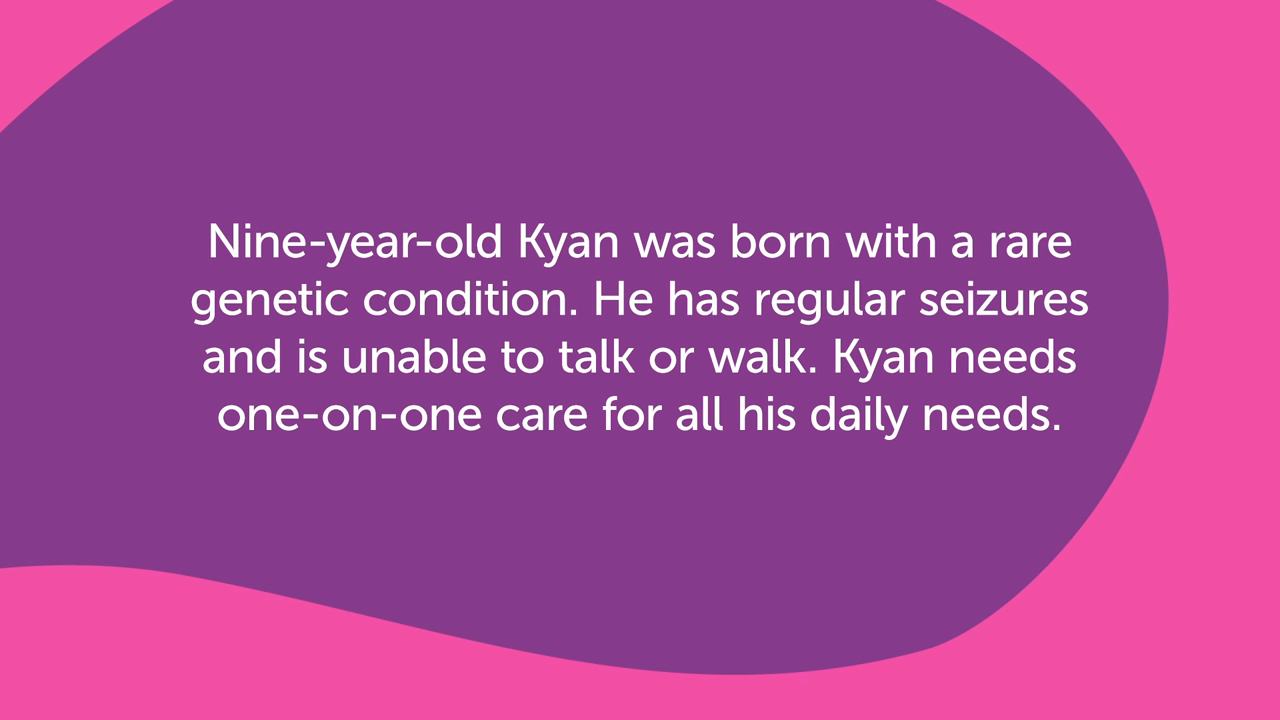 Nine-year-old Kyan was born with a rare
genetic condition. He has regular seizures
and is unable to talk or walk. Kyan needs
one-on-one care for all his daily needs.